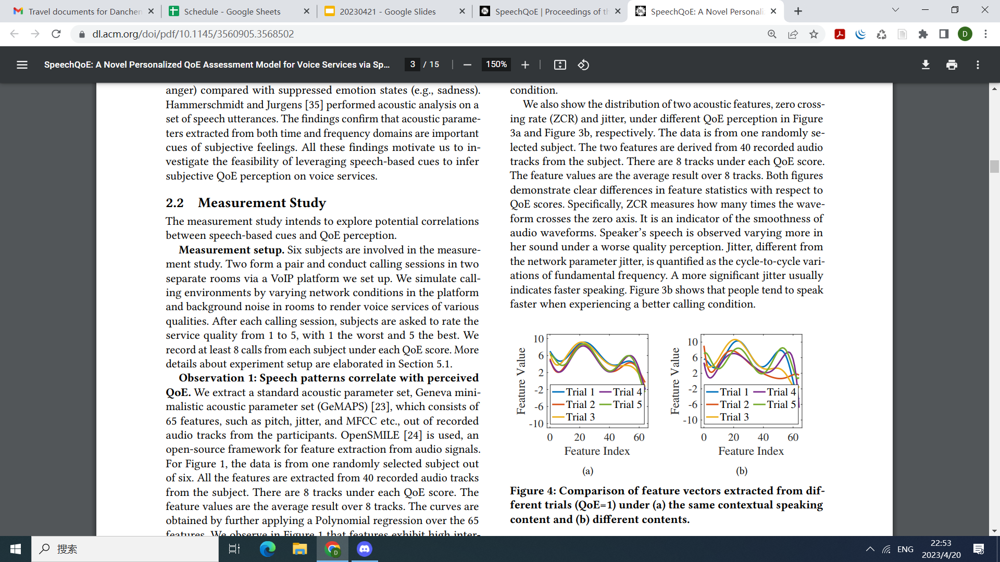 Travel documents for Danchen
Schedule - Google Sheets
20230421 - Google Slides
SpeechQoE | Proceedings of th
SpeechQoE: A Novel Personali
dl.acm.org/doi/pdf/10.1145/3560905.3568502
D
SpeechQoE: A Novel Personalized QoE Assessment Model for Voice Services via Sp...
3 / 15
150%
anger) compared with suppressed emotion states (e.g., sadness).
Hammerschmidt and Jurgens [35] performed acoustic analysis on a
set of speech utterances. The findings confirm that acoustic parame-
ters extracted from both time and frequency domains are important
cues of subjective feelings. All these findings motivate us to in-
vestigate the feasibility of leveraging speech-based cues to infer
subjective QoE perception on voice services.
2.2 Measurement Study
The measurement study intends to explore potential correlations
between speech-based cues and QoE perception.
Measurement setup. Six subjects are involved in the measure-
ment study. Two form a pair and conduct calling sessions in two
separate rooms via a VoIP platform we set up. We simulate call-
ing environments by varying network conditions in the platform
and background noise in rooms to render voice services of various
qualities. After each calling session, subjects are asked to rate the
service quality from 1 to 5, with 1 the worst and 5 the best. We
record at least 8 calls from each subject under each QoE score. More
details about experiment setup are elaborated in Section 5.1.
Observation 1: Speech patterns correlate with perceived
QoE. We extract a standard acoustic parameter set, Geneva mini-
malistic acoustic parameter set (GeMAPS) [23], which consists of
65 features, such as pitch, jitter, and MFCC etc., out of recorded
audio tracks from the participants. OpenSMILE [24] is used, an
open-source framework for feature extraction from audio signals.
For Figure 1, the data is from one randomly selected subject out
of six. All the features are extracted from 40 recorded audio tracks
from the subject. There are 8 tracks under each QoE score. The
feature values are the average result over 8 tracks. The curves are
obtained by further applying a Polynomial regression over the 65
features. We observe in Figure 1 that features exhibit high inter-
condition.
We also show the distribution of two acoustic features, zero cross-
ing rate (ZCR) and jitter, under different QoE perception in Figure
3a and Figure 3b, respectively. The data is from one randomly se-
lected subject. The two features are derived from 40 recorded audio
tracks from the subject. There are 8 tracks under each QoE score.
The feature values are the average result over 8 tracks. Both figures
demonstrate clear differences in feature statistics with respect to
QoE scores. Specifically, ZCR measures how many times the wave-
form crosses the zero axis. It is an indicator of the smoothness of
audio waveforms. Speaker's speech is observed varying more in
her sound under a worse quality perception. Jitter, different from
the network parameter jitter, is quantified as the cycle-to-cycle vari-
ations of fundamental frequency. A more significant jitter usually
indicates faster speaking. Figure 3b shows that people tend to speak
faster when experiencing a better calling condition.
Feature Value
10
6
2
-2
-6
-10
Trial 1 Trial 4
Trial 2 Trial 5
Trial 3
0 20 40 60
Feature Index
(a)
Feature Value
10
6
2
-2
-6
-10
Trial 1 Trial 4
Trial 2 Trial 5
Trial 3
0 20 40 60
Feature Index
(b)
Figure 4: Comparison of feature vectors extracted from dif-
ferent trials (QoE=1) under (a) the same contextual speaking
content and (b) different contents.
搜索
D
ENG
22:53
2023/4/20